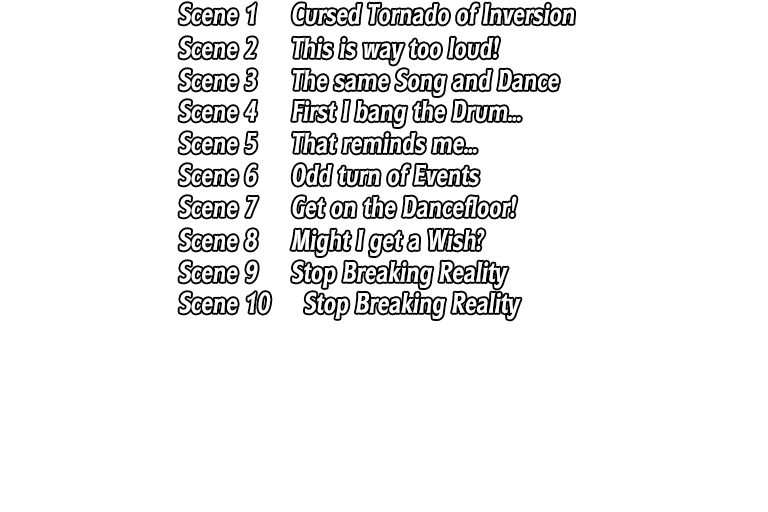 Scene 1 Cursed Tornado of Inversion
Scene 2 This is way too loud!
Scene 3 The same Song and Dance
Scene 4 First I bang the Drum...
Scene 5 That reminds me...
Scene 6 Odd turn of Events
Scene 7 Get on the Dancefloor!
Scene 8 Might I get a Wish?
Scene 9 Stop Breaking Reality
Scene 10 Stop Breaking Reality